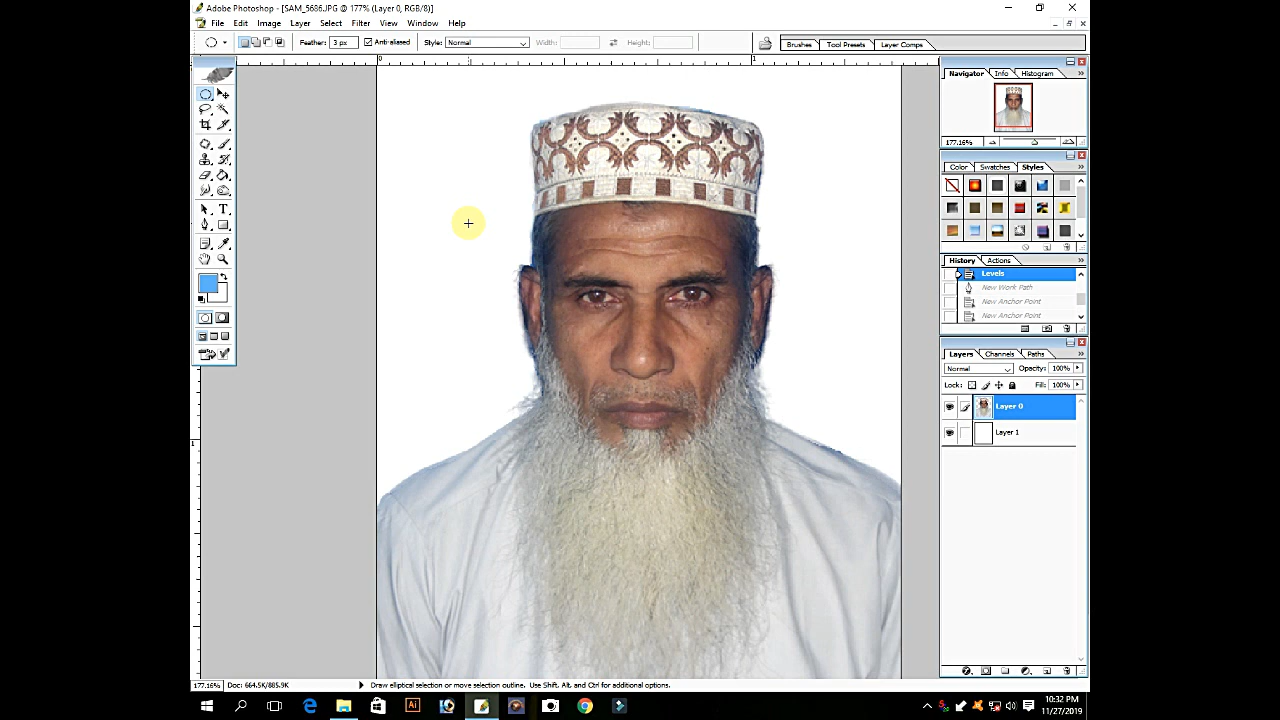 Adobe Photoshop - [SAM_5686.JPG @ 177% (Layer 0, RGB/8)]
File Edit Image Layer Select Filter View Window Help
Feather: 3 px Anti-aliased Style: Normal Width: Height: Brushes Tool Presets Layer Comps
0 1
Navigator Info Histogram
177.16%
Color Swatches Styles
History Actions
Levels
New Work Path
New Anchor Point
New Anchor Point
Layers Channels Paths
Normal Opacity: 100%
Lock: Fill: 100%
Layer 0
Layer 1
1
177.16% Doc: 664.5K/885.9K Draw elliptical selection or move selection outline. Use Shift, Alt, and Ctrl for additional options.
Ai
10:32 PM
11/27/2019